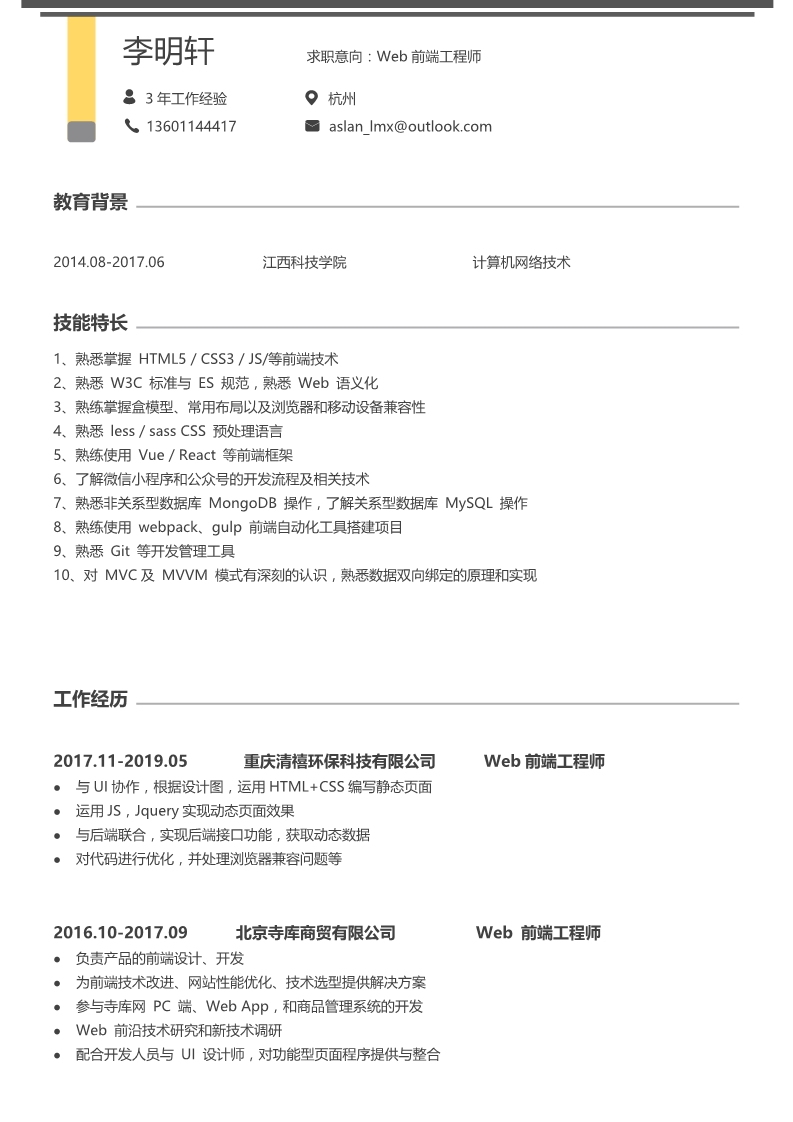 李明轩
求职意向：Web 前端工程师
3 年工作经验
杭州
13601144417
aslan_lmx@outlook.com
教育背景
2014.08-2017.06 江西科技学院 计算机网络技术
技能特长
1、熟悉掌握 HTML5 / CSS3 / JS/等前端技术
2、熟悉 W3C 标准与 ES 规范，熟悉 Web 语义化
3、熟练掌握盒模型、常用布局以及浏览器和移动设备兼容性
4、熟悉 less / sass CSS 预处理语言
5、熟练使用 Vue / React 等前端框架
6、了解微信小程序和公众号的开发流程及相关技术
7、熟悉非关系型数据库 MongoDB 操作，了解关系型数据库 MySQL 操作
8、熟练使用 webpack、gulp 前端自动化工具搭建项目
9、熟悉 Git 等开发管理工具
10、对 MVC 及 MVVM 模式有深刻的认识，熟悉数据双向绑定的原理和实现
工作经历
2017.11-2019.05 重庆清禧环保科技有限公司 Web 前端工程师
● 与 UI 协作，根据设计图，运用 HTML+CSS 编写静态页面
● 运用 JS，Jquery 实现动态页面效果
● 与后端联合，实现后端接口功能，获取动态数据
● 对代码进行优化，并处理浏览器兼容问题等
2016.10-2017.09 北京寺库商贸有限公司 Web 前端工程师
● 负责产品的前端设计、开发
● 为前端技术改进、网站性能优化、技术选型提供解决方案
● 参与寺库网 PC 端、Web App，和商品管理系统的开发
● Web 前沿技术研究和新技术调研
● 配合开发人员与 UI 设计师，对功能型页面程序提供与整合